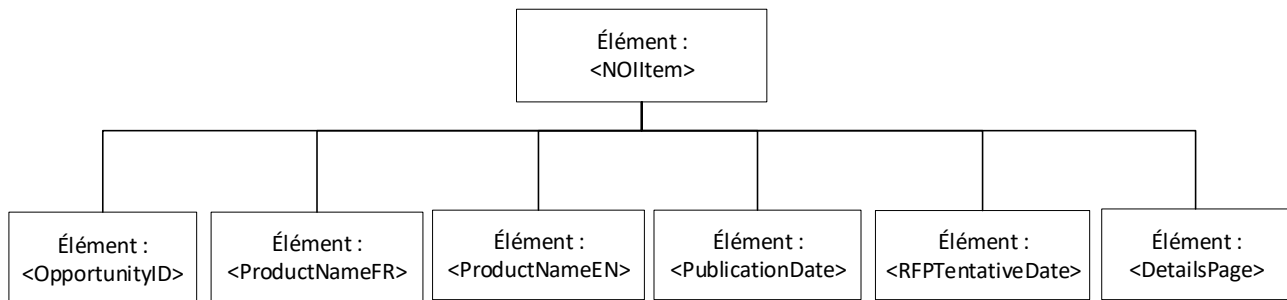 Élément :
<NOIItem>
Élément :
<OpportunityID>
Élément :
<ProductNameFR>
Élément :
<ProductNameEN>
Élément :
<PublicationDate>
Élément :
<RFPTentativeDate>
Élément :
<DetailsPage>